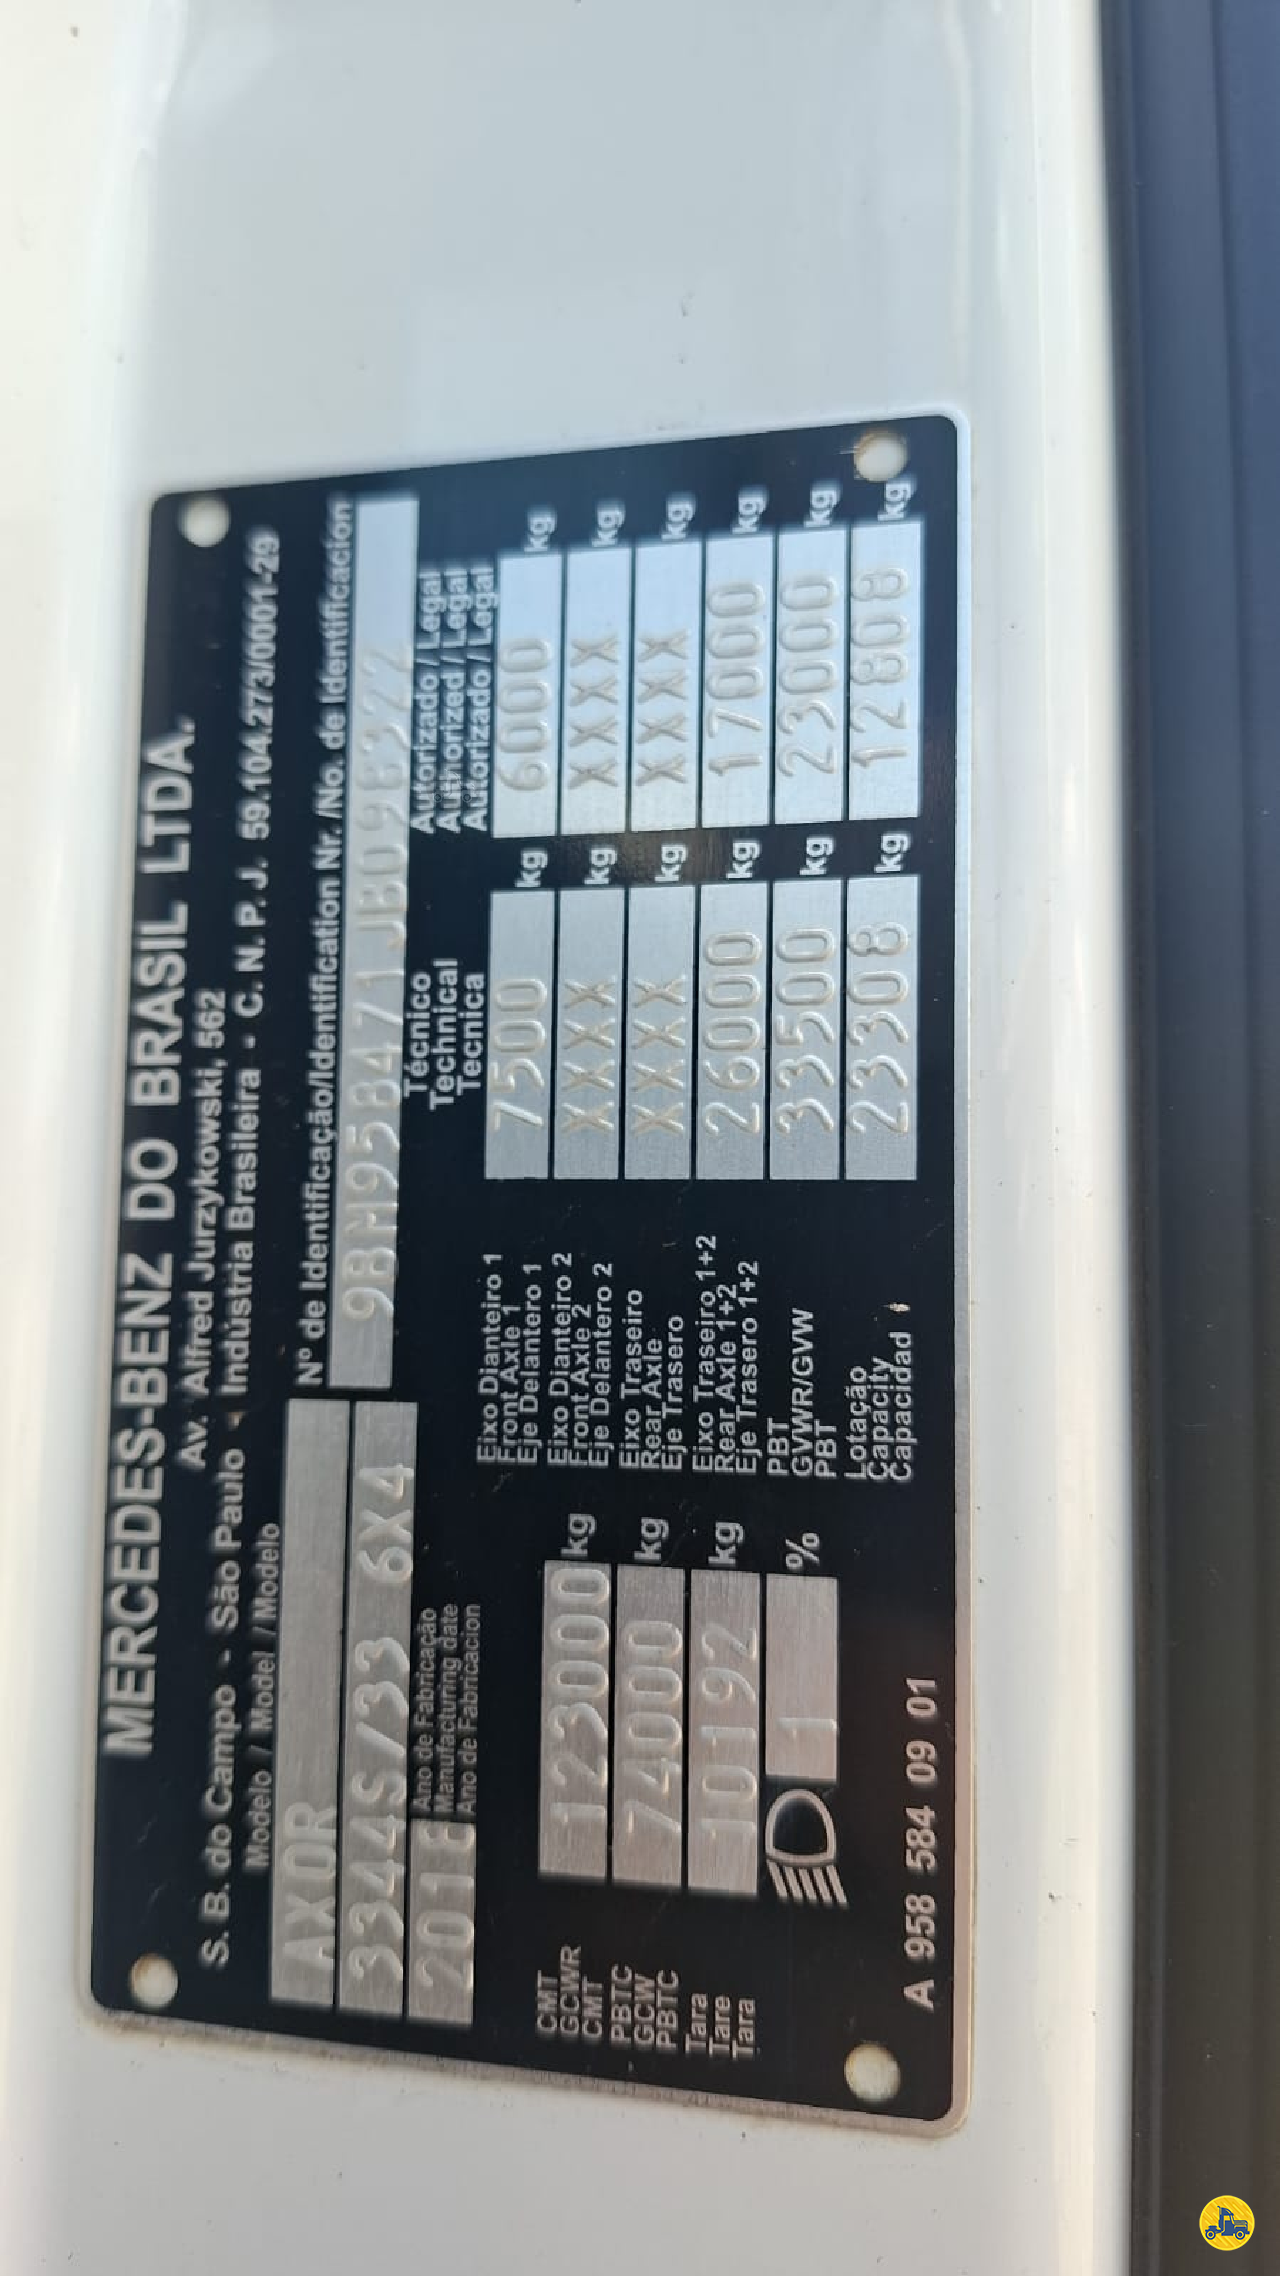 MERCEDES-BENZ DO BRASIL LTDA.
Av. Alfred Jurzykowski, 562
S. B. do Campo - São Paulo - Indústria Brasileira - C. N. P. J. 59.104.273/0001-29
Modelo / Model / Modelo
AXOR
3344S/33 6X4
Ano de Fabricação
Manufacturing date
Ano de Fabricacion
Nº de Identificação/Identification Nr. /No. de Identificación
9BM958471JB098322
Técnico
Technical
Tecnica
Autorizado / Legal
Authorized / Legal
Autorizado / Legal
CMT
GCWR
CMT
123000 kg
PBTC
GCW
PBTC
74000 kg
Tara
Tare
Tara
10192 kg
1 %
Eixo Dianteiro 1
Front Axle 1
Eje Delantero 1
7500 kg 6000 kg
Eixo Dianteiro 2
Front Axle 2
Eje Delantero 2
XXXX kg XXXX kg
Eixo Traseiro
Rear Axle
Eje Trasero
XXXX kg XXXX kg
Eixo Traseiro 1+2
Rear Axle 1+2
Eje Trasero 1+2
26000 kg 17000 kg
PBT
GVWR/GVW
PBT
33500 kg 23000 kg
Lotação
Capacity
Capacidad
23308 kg 12808 kg
A 958 584 09 01